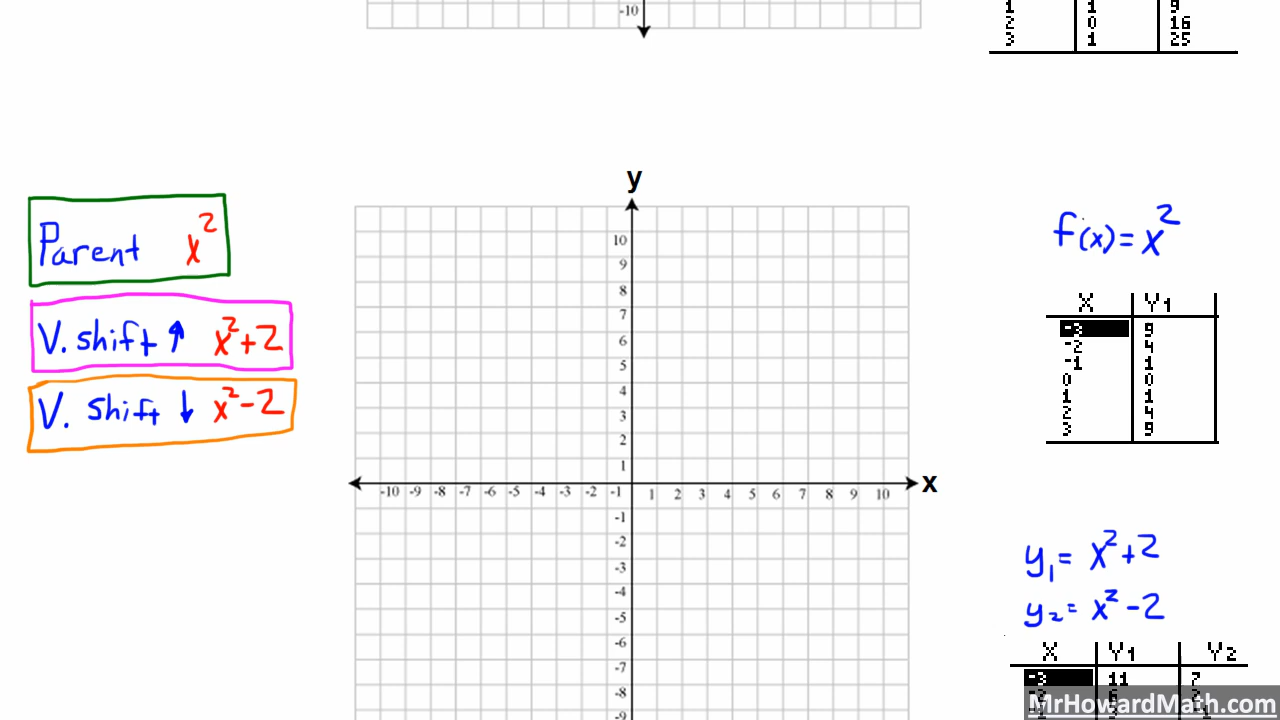 -10
1 1 9
2 0 16
3 1 25
y
Parent x²
V. shift ↑ x²+2
V. shift ↓ x²-2
10
9
8
7
6
5
4
3
2
1
-10 -9 -8 -7 -6 -5 -4 -3 -2 -1 1 2 3 4 5 6 7 8 9 10
x
-1
-2
-3
-4
-5
-6
-7
-8
-9
f(x)=x²
X Y1
-3 9
-2 4
-1 1
0 0
1 1
2 4
3 9
y₁= x²+2
y₂= x²-2
X Y1 Y2
-3 11 7
MrHowardMath.com